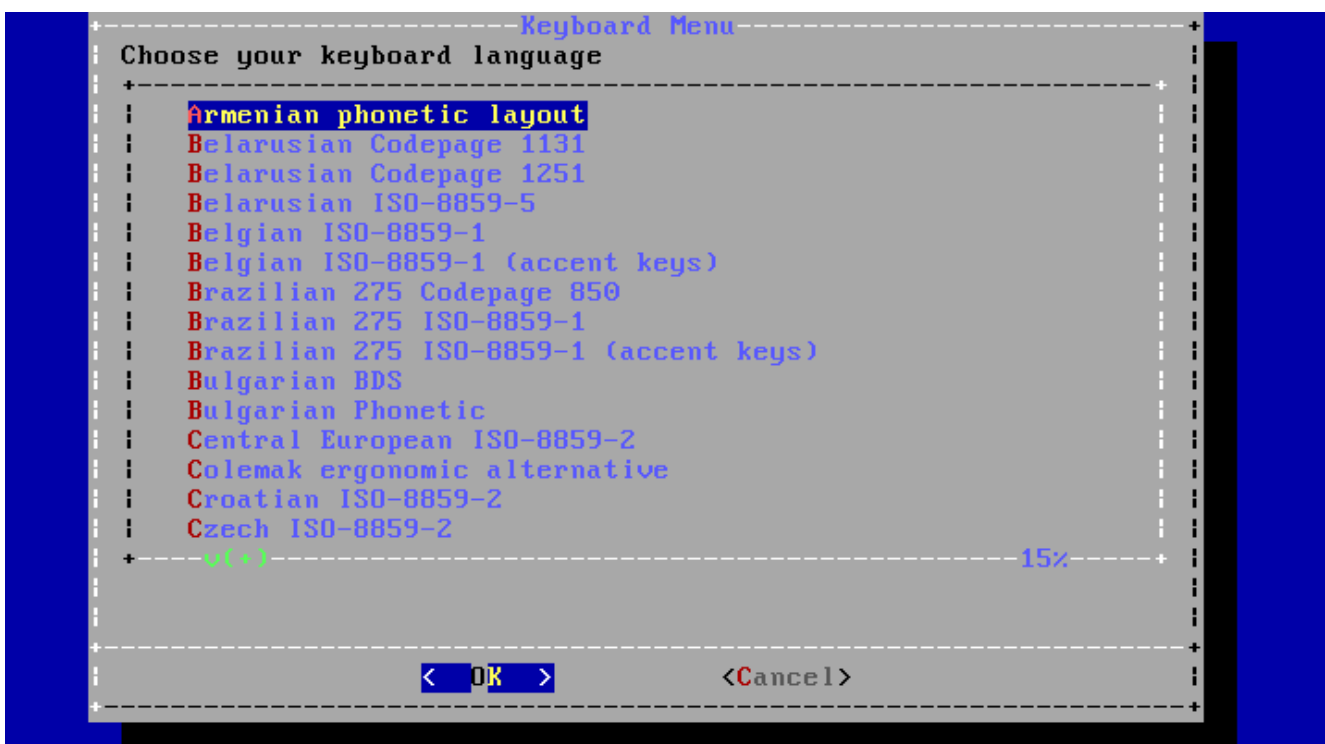 Keyboard Menu
Choose your keyboard language
Armenian phonetic layout
Belarusian Codepage 1131
Belarusian Codepage 1251
Belarusian ISO-8859-5
Belgian ISO-8859-1
Belgian ISO-8859-1 (accent keys)
Brazilian 275 Codepage 850
Brazilian 275 ISO-8859-1
Brazilian 275 ISO-8859-1 (accent keys)
Bulgarian BDS
Bulgarian Phonetic
Central European ISO-8859-2
Colemak ergonomic alternative
Croatian ISO-8859-2
Czech ISO-8859-2
v(+) 15%
< OK > <Cancel>